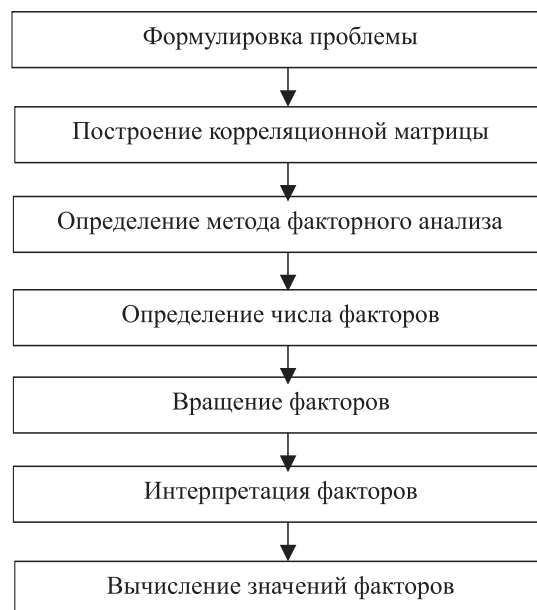 Формулировка проблемы
Построение корреляционной матрицы
Определение метода факторного анализа
Определение числа факторов
Вращение факторов
Интерпретация факторов
Вычисление значений факторов